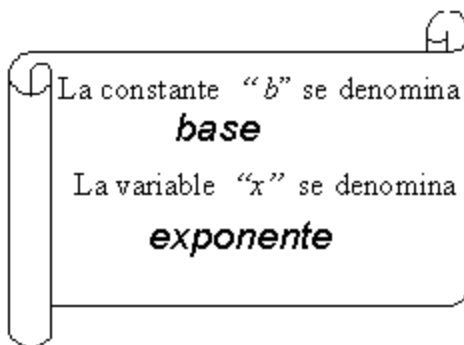 La constante “b” se denomina
base
La variable “x” se denomina
exponente